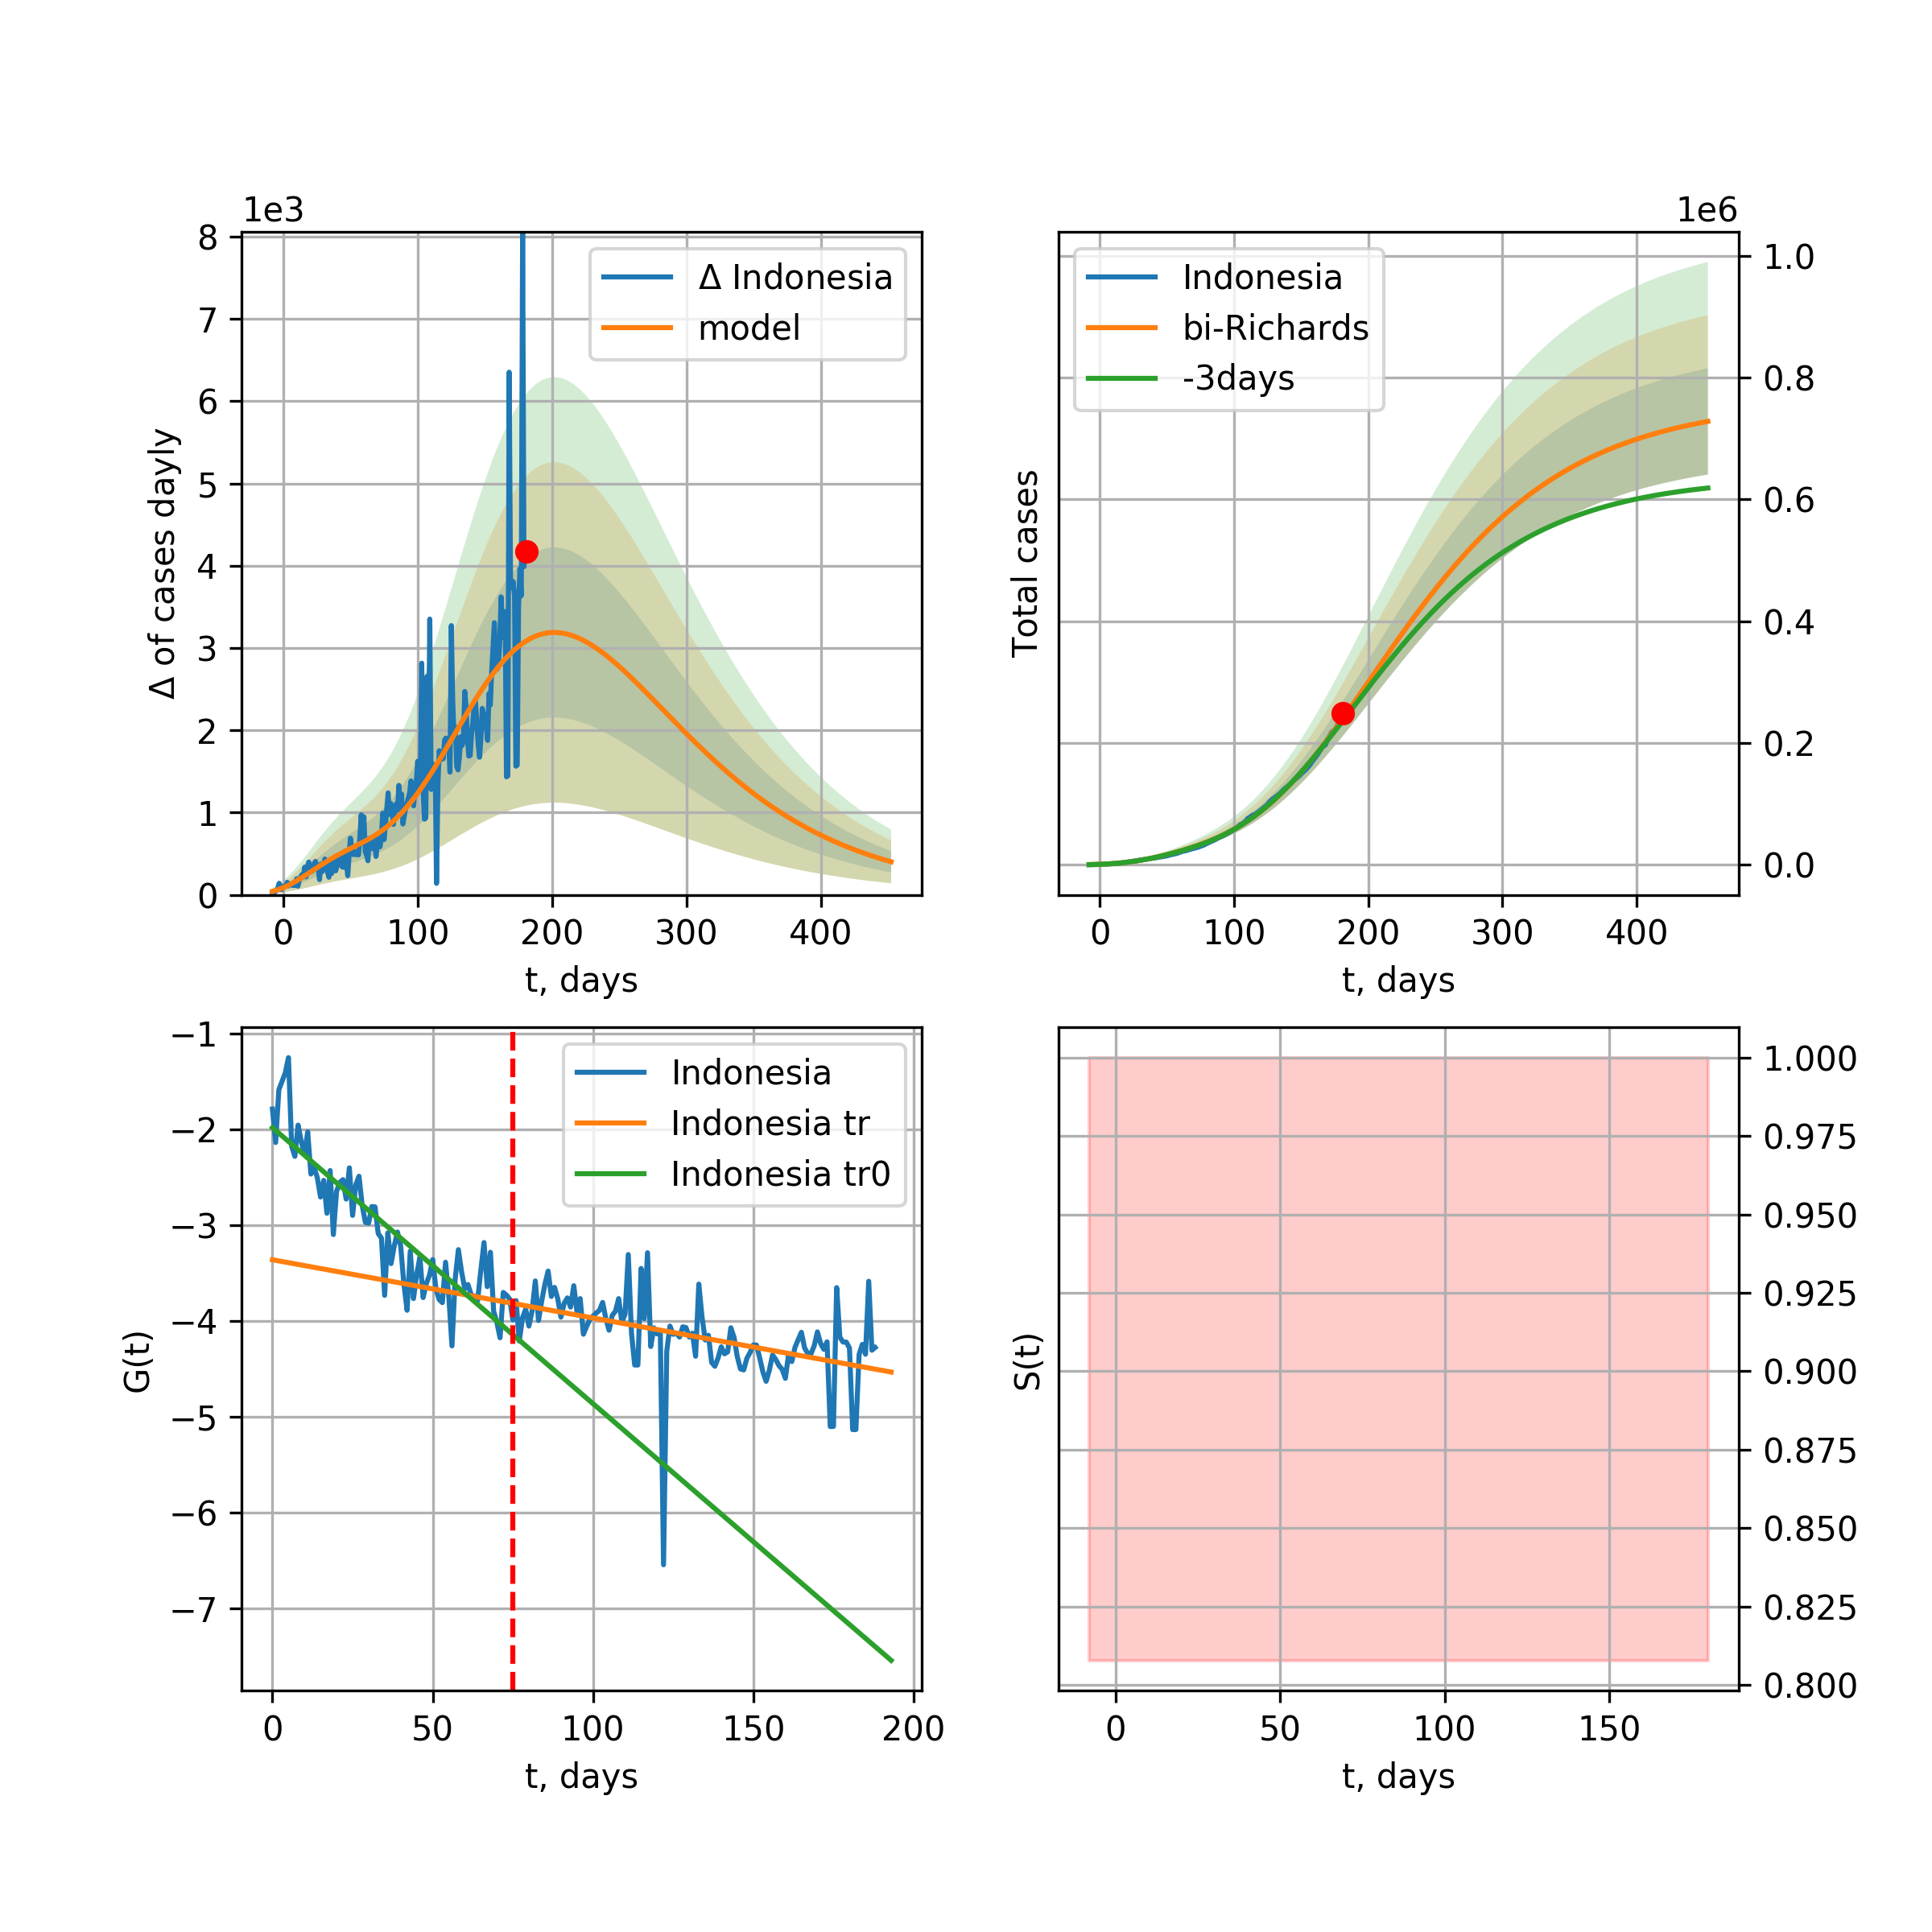 1e3
8
7
6
5
4
3
2
1
0
Δ of cases dayly
Δ Indonesia
model
0 100 200 300 400
t, days
1e6
Indonesia
bi-Richards
-3days
Total cases
1.0
0.8
0.6
0.4
0.2
0.0
0 100 200 300 400
t, days
−1
−2
−3
−4
−5
−6
−7
G(t)
Indonesia
Indonesia tr
Indonesia tr0
0 50 100 150 200
t, days
S(t)
1.000
0.975
0.950
0.925
0.900
0.875
0.850
0.825
0.800
0 50 100 150
t, days